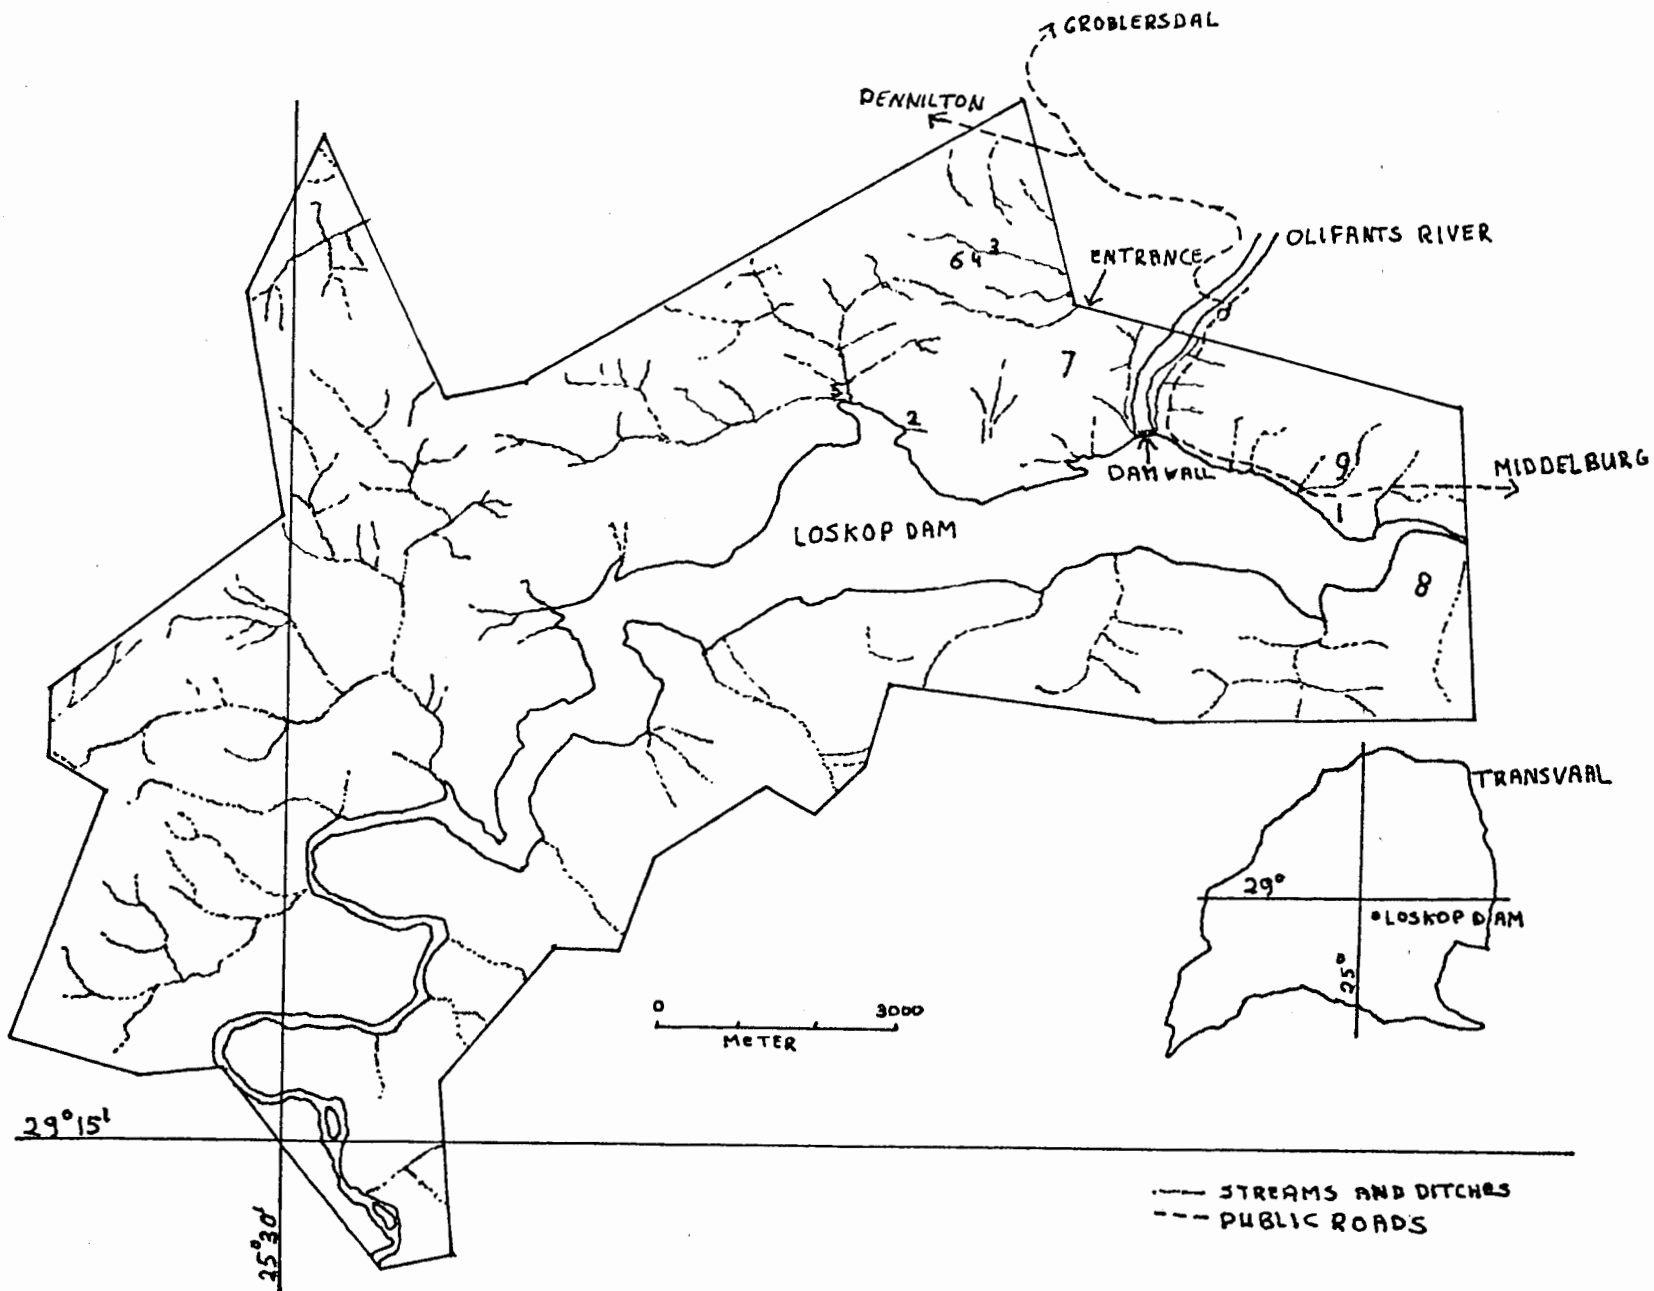 GROBLERSDAL
DENNILTON
OLIFANTS RIVER
3
6 4
ENTRANCE
7
5
2
9
MIDDELBURG
DAM WALL
1
LOSKOP DAM
8
TRANSVAAL
29°
LOSKOP DAM
25°
0 3000
METER
29°15'
STREAMS AND DITCHES
PUBLIC ROADS
25°30'